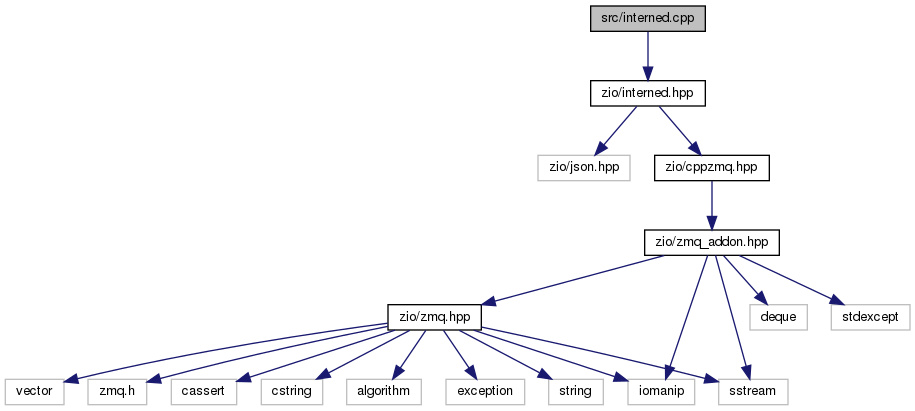 src/interned.cpp
zio/interned.hpp
zio/json.hpp
zio/cppzmq.hpp
zio/zmq_addon.hpp
zio/zmq.hpp
deque
stdexcept
vector
zmq.h
cassert
cstring
algorithm
exception
string
iomanip
sstream